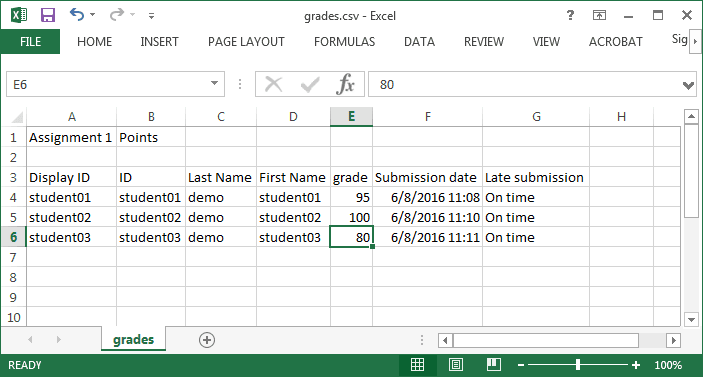 grades.csv - Excel
FILE HOME INSERT PAGE LAYOUT FORMULAS DATA REVIEW VIEW ACROBAT Sig
E6 fx 80
A B C D E F G H
1 Assignment 1 Points
2
3 Display ID ID Last Name First Name grade Submission date Late submission
4 student01 student01 demo student01 95 6/8/2016 11:08 On time
5 student02 student02 demo student02 100 6/8/2016 11:10 On time
6 student03 student03 demo student03 80 6/8/2016 11:11 On time
7
8
9
10
grades
READY 100%